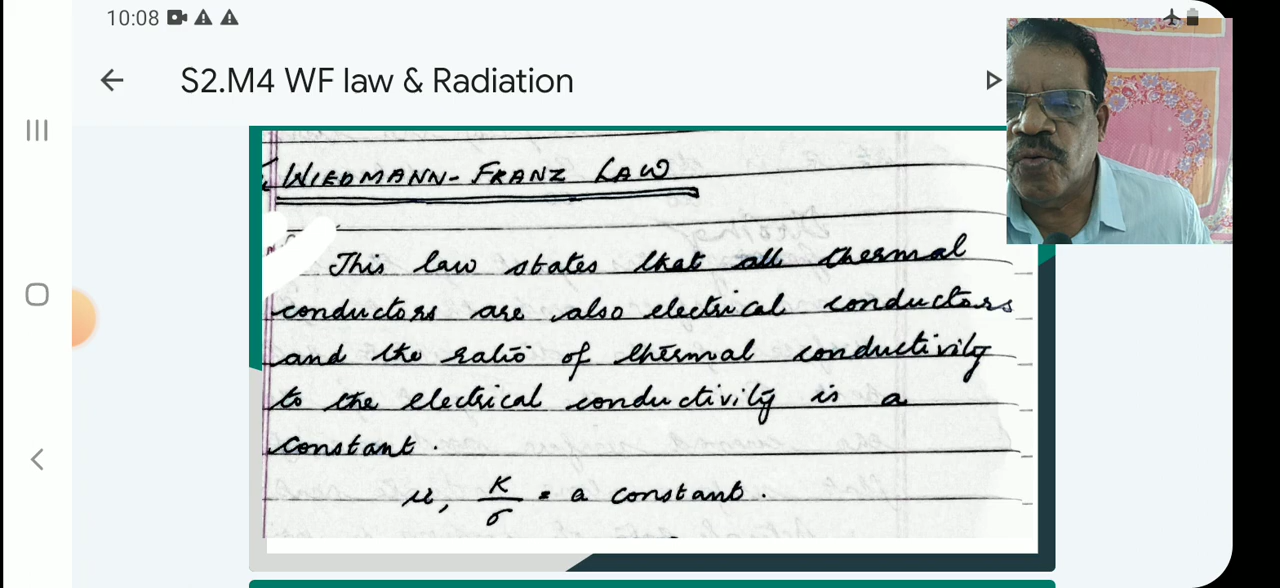 10:08
S2.M4 WF law & Radiation
WIEDMANN-FRANZ LAW
This law states that all thermal
conductors are also electrical conductors
and the ratio of thermal conductivity
to the electrical conductivity is a
constant.
ie, K/σ = a constant.